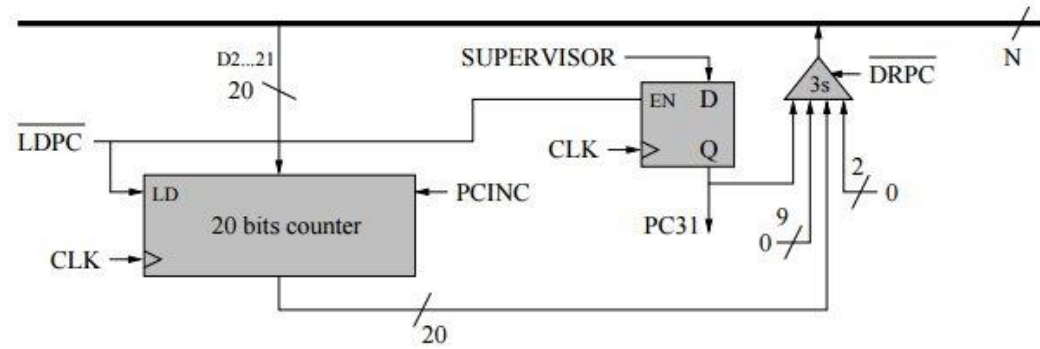 D2...21
20
SUPERVISOR
N
DRPC
3s
EN D
LDPC
CLK
Q
LD
PCINC
2
0
20 bits counter
PC31
9
0
CLK
20